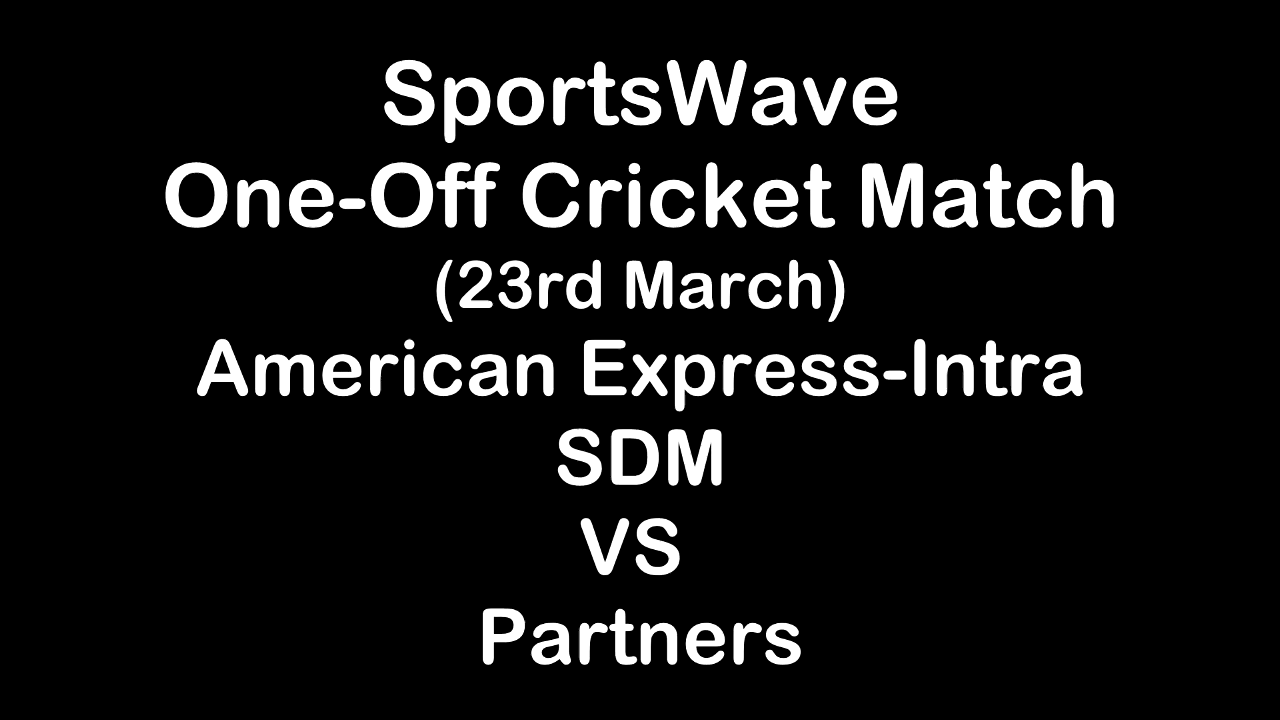 SportsWave
One-Off Cricket Match
(23rd March)
American Express-Intra
SDM
VS
Partners